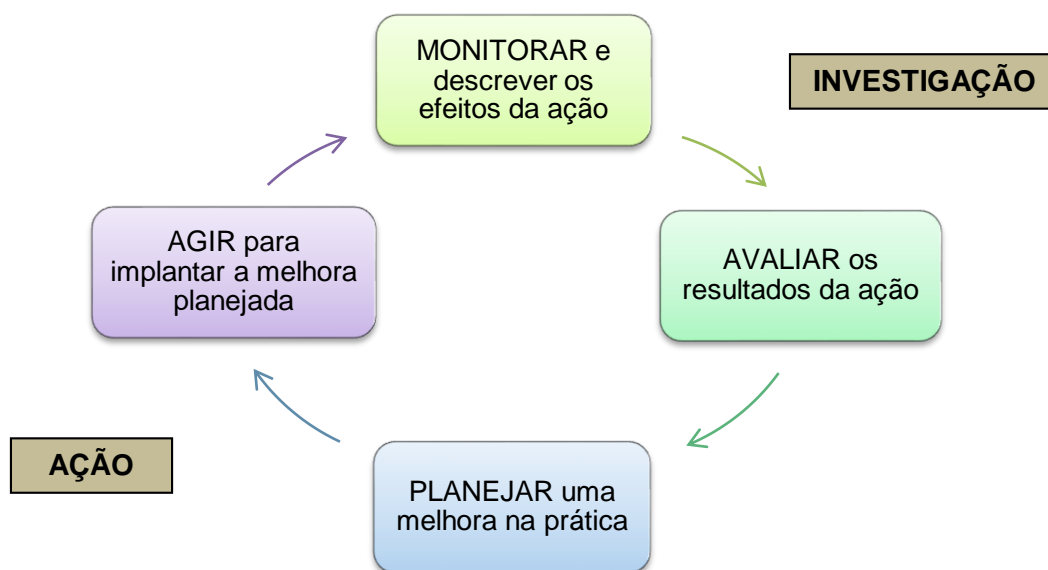 MONITORAR e
descrever os
efeitos da ação
INVESTIGAÇÃO
AGIR para
implantar a melhora
planejada
AVALIAR os
resultados da ação
AÇÃO
PLANEJAR uma
melhora na prática